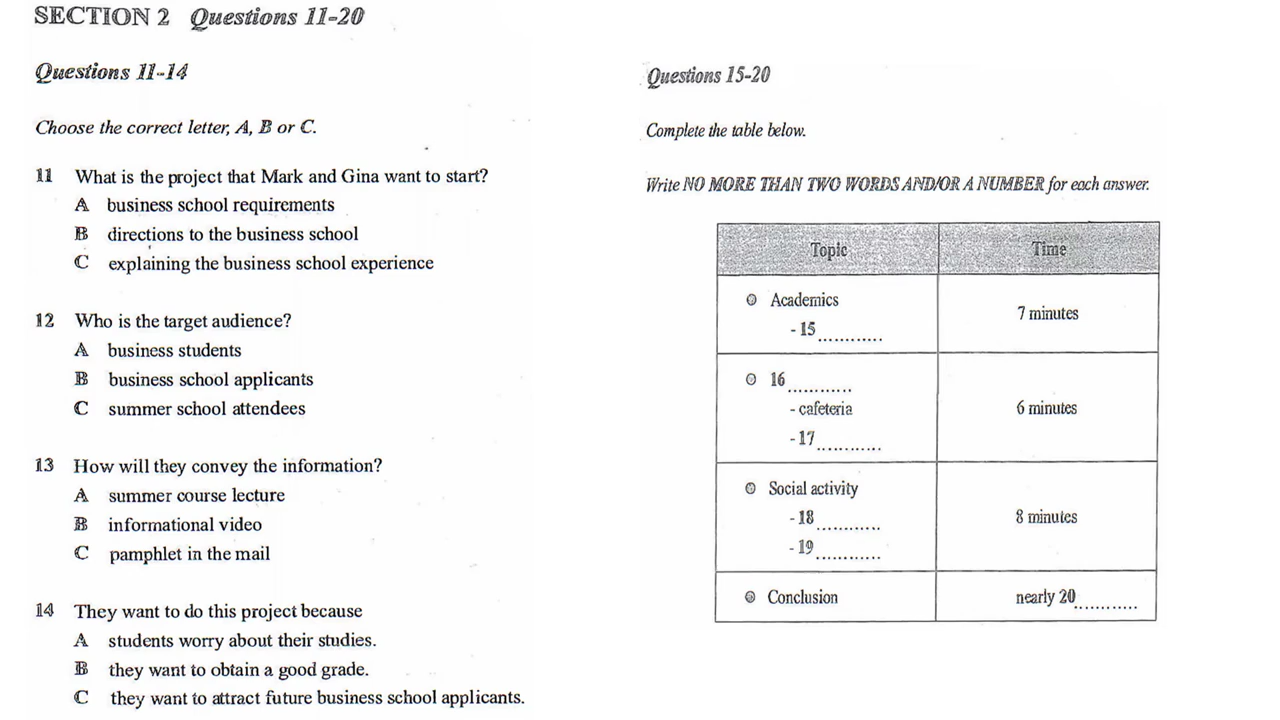 SECTION 2 Questions 11-20
Questions 11-14
Choose the correct letter, A, B or C.
11 What is the project that Mark and Gina want to start?
A business school requirements
B directions to the business school
C explaining the business school experience
12 Who is the target audience?
A business students
B business school applicants
C summer school attendees
13 How will they convey the information?
A summer course lecture
B informational video
C pamphlet in the mail
14 They want to do this project because
A students worry about their studies.
B they want to obtain a good grade.
C they want to attract future business school applicants.
Questions 15-20
Complete the table below.
Write NO MORE THAN TWO WORDS AND/OR A NUMBER for each answer.
Topic Time
Academics
- 15 ............
7 minutes
16 ...........
- cafeteria
- 17 ............
6 minutes
Social activity
- 18 ............
- 19 ............
8 minutes
Conclusion nearly 20 ............